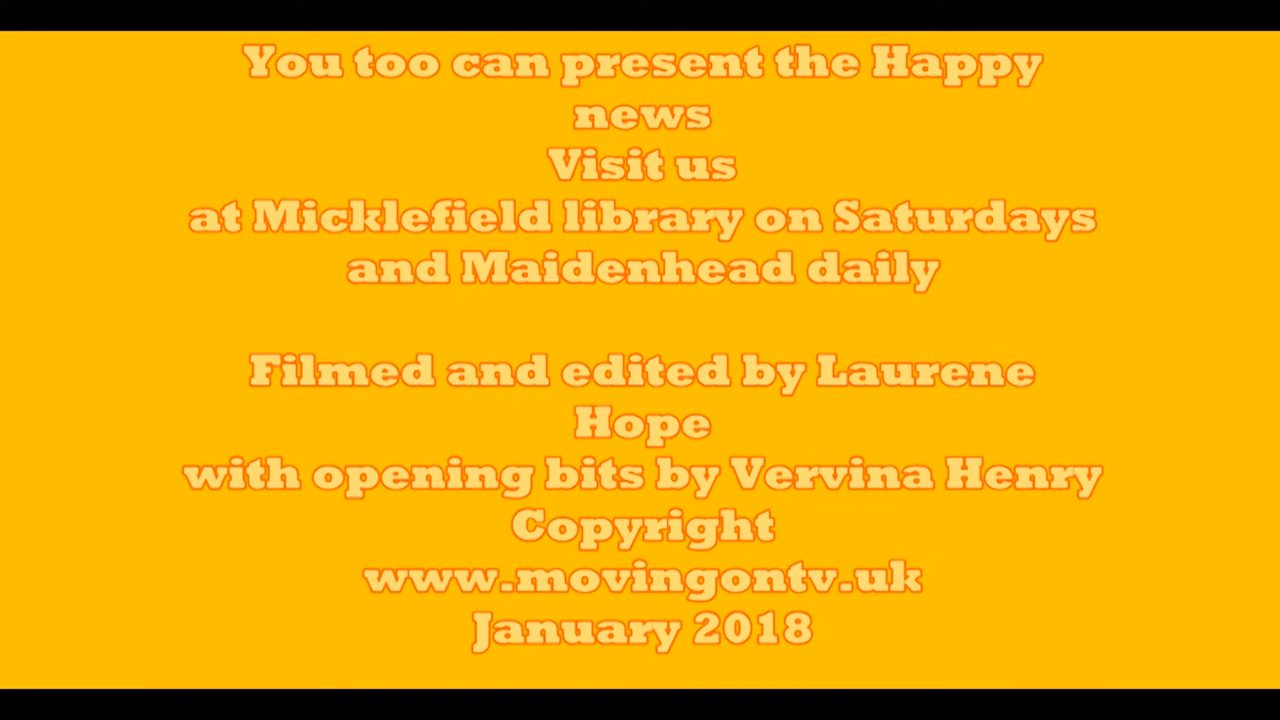 You too can present the Happy
news
Visit us
at Micklefield library on Saturdays
and Maidenhead daily
Filmed and edited by Laurene
Hope
with opening bits by Vervina Henry
Copyright
www.movingontv.uk
January 2018